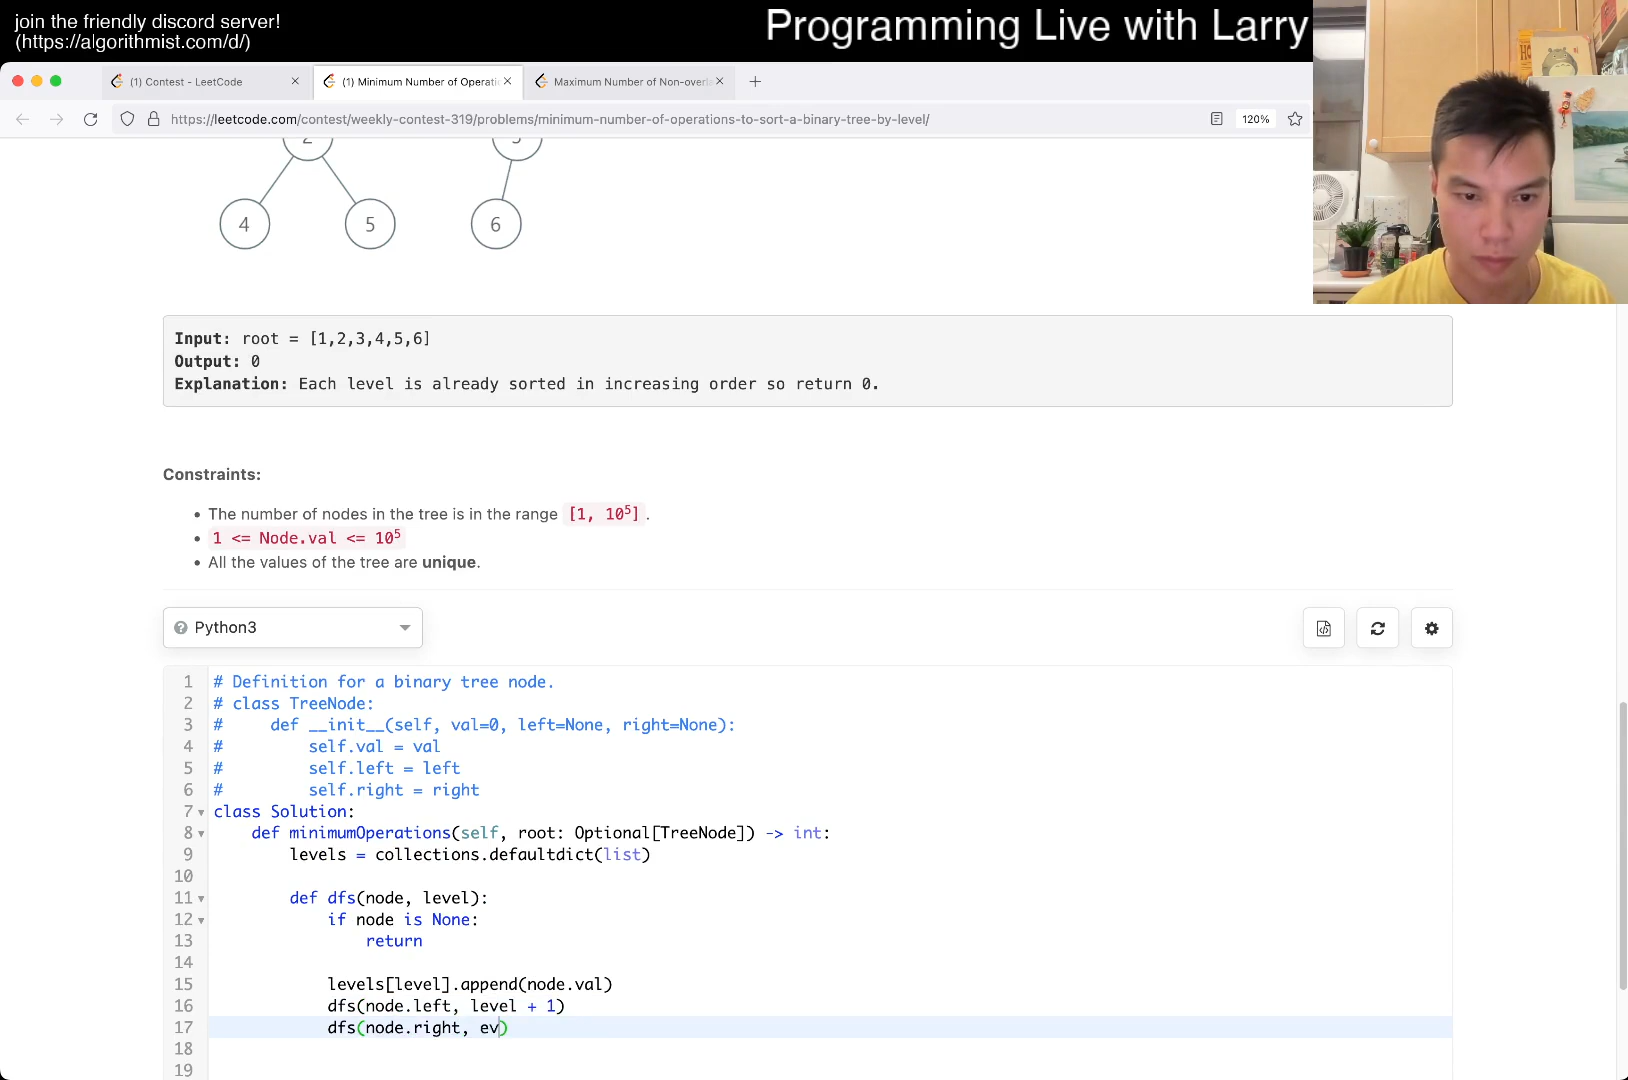 join the friendly discord server!
(https://algorithmist.com/d/)
Programming Live with Larry
(1) Contest - LeetCode
(1) Minimum Number of Operati
Maximum Number of Non-overla
https://leetcode.com/contest/weekly-contest-319/problems/minimum-number-of-operations-to-sort-a-binary-tree-by-level/
120%
4 5 6
Input: root = [1,2,3,4,5,6]
Output: 0
Explanation: Each level is already sorted in increasing order so return 0.
Constraints:
• The number of nodes in the tree is in the range [1, 10⁵] .
• 1 <= Node.val <= 10⁵
• All the values of the tree are unique.
Python3
1 # Definition for a binary tree node.
2 # class TreeNode:
3 #     def __init__(self, val=0, left=None, right=None):
4 #         self.val = val
5 #         self.left = left
6 #         self.right = right
7 class Solution:
8     def minimumOperations(self, root: Optional[TreeNode]) -> int:
9         levels = collections.defaultdict(list)
10
11         def dfs(node, level):
12             if node is None:
13                 return
14
15             levels[level].append(node.val)
16             dfs(node.left, level + 1)
17             dfs(node.right, ev)
18
19